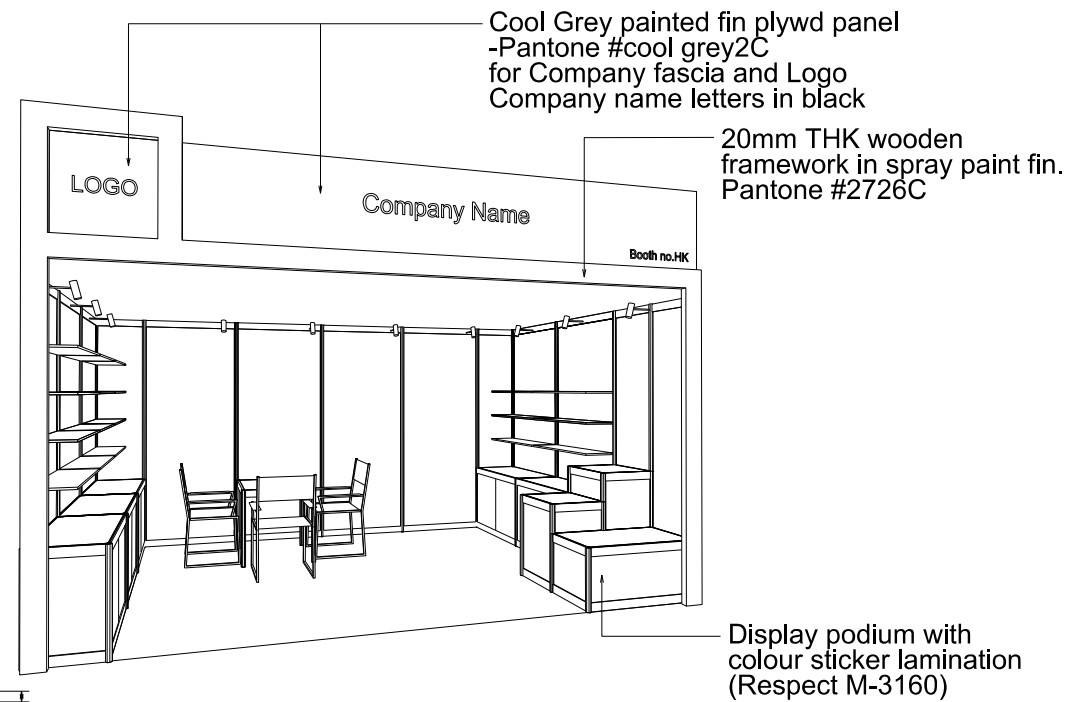 Cool Grey painted fin plywd panel
-Pantone #cool grey2C
for Company fascia and Logo
Company name letters in black
20mm THK wooden
framework in spray paint fin.
Pantone #2726C
LOGO
Company Name
Booth no.HK
Display podium with
colour sticker lamination
(Respect M-3160)